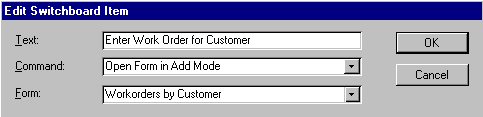 Edit Switchboard Item
Text: Enter Work Order for Customer OK
Command: Open Form in Add Mode Cancel
Form: Workorders by Customer